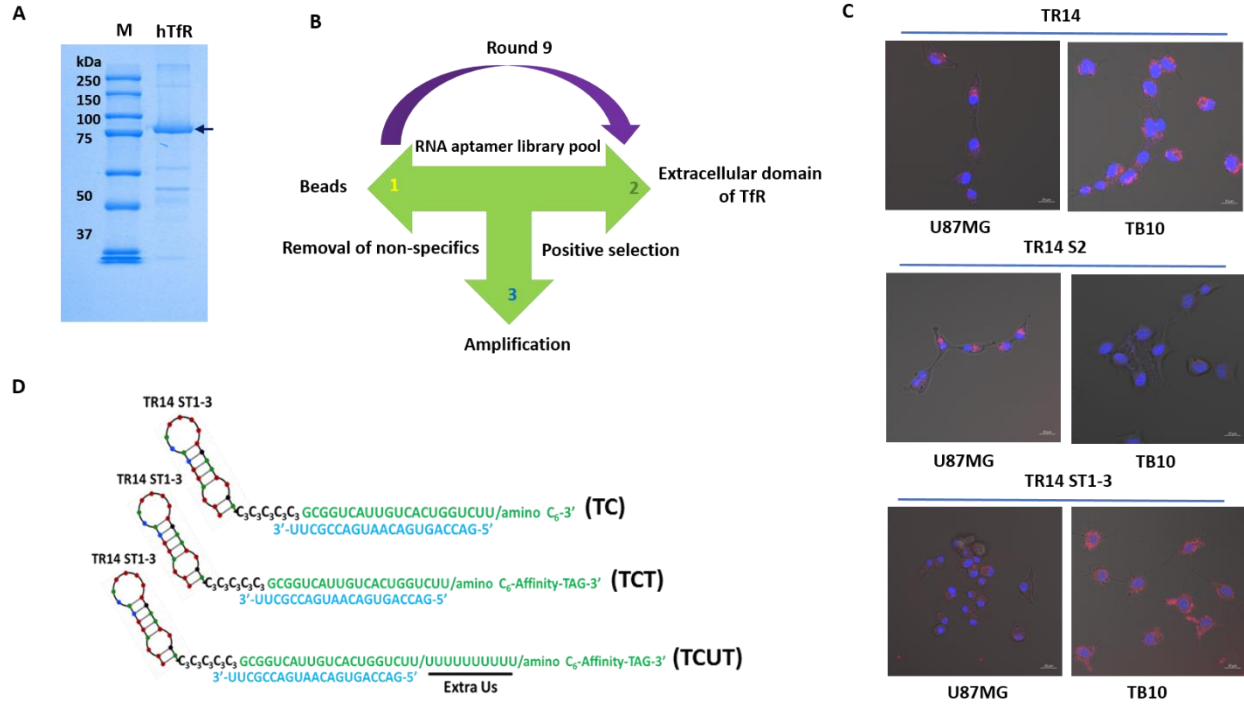 A
M hTfR
kDa
250
150
100
75
50
37
B
Round 9
RNA aptamer library pool
Beads
1
2
Extracellular domain
of TfR
Removal of non-specifics
Positive selection
3
Amplification
C
TR14
U87MG
TB10
TR14 S2
U87MG
TB10
TR14 ST1-3
U87MG
TB10
D
TR14 ST1-3
C₃C₃C₃C₃C₃ GCGGUCAUUGUCACUGGUCUU/amino C₆-3’ (TC)
3’-UUCGCCAGUAACAGUGACCAG-5’
TR14 ST1-3
C₃C₃C₃C₃C₃ GCGGUCAUUGUCACUGGUCUU/amino C₆-Affinity-TAG-3’ (TCT)
3’-UUCGCCAGUAACAGUGACCAG-5’
TR14 ST1-3
C₃C₃C₃C₃C₃ GCGGUCAUUGUCACUGGUCUU/UUUUUUUUUU/amino C₆-Affinity-TAG-3’ (TCUT)
3’-UUCGCCAGUAACAGUGACCAG-5’
Extra Us